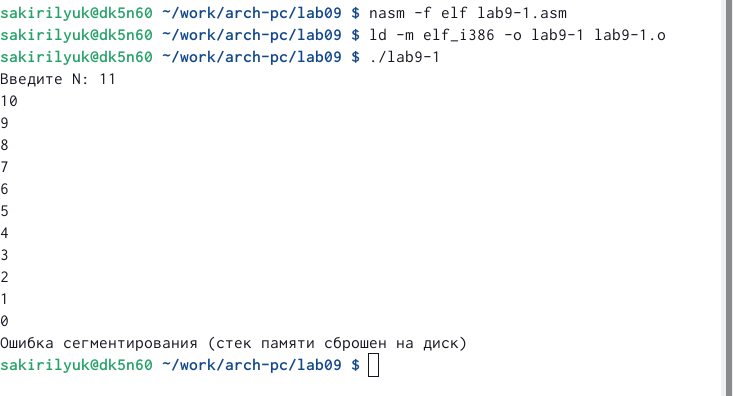 sakirilyuk@dk5n60 ~/work/arch-pc/lab09 $ nasm -f elf lab9-1.asm
sakirilyuk@dk5n60 ~/work/arch-pc/lab09 $ ld -m elf_i386 -o lab9-1 lab9-1.o
sakirilyuk@dk5n60 ~/work/arch-pc/lab09 $ ./lab9-1
Введите N: 11
10
9
8
7
6
5
4
3
2
1
0
Ошибка сегментирования (стек памяти сброшен на диск)
sakirilyuk@dk5n60 ~/work/arch-pc/lab09 $